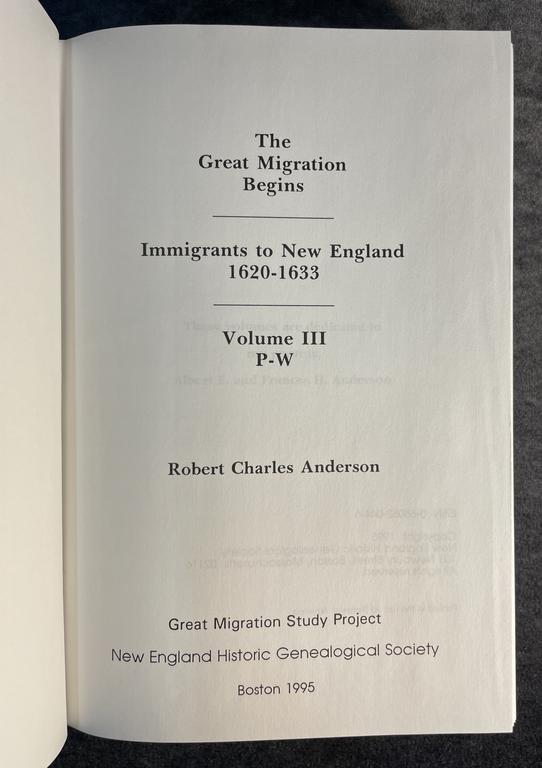 The
Great Migration
Begins
Immigrants to New England
1620-1633
Volume III
P-W
Robert Charles Anderson
Great Migration Study Project
New England Historic Genealogical Society
Boston 1995